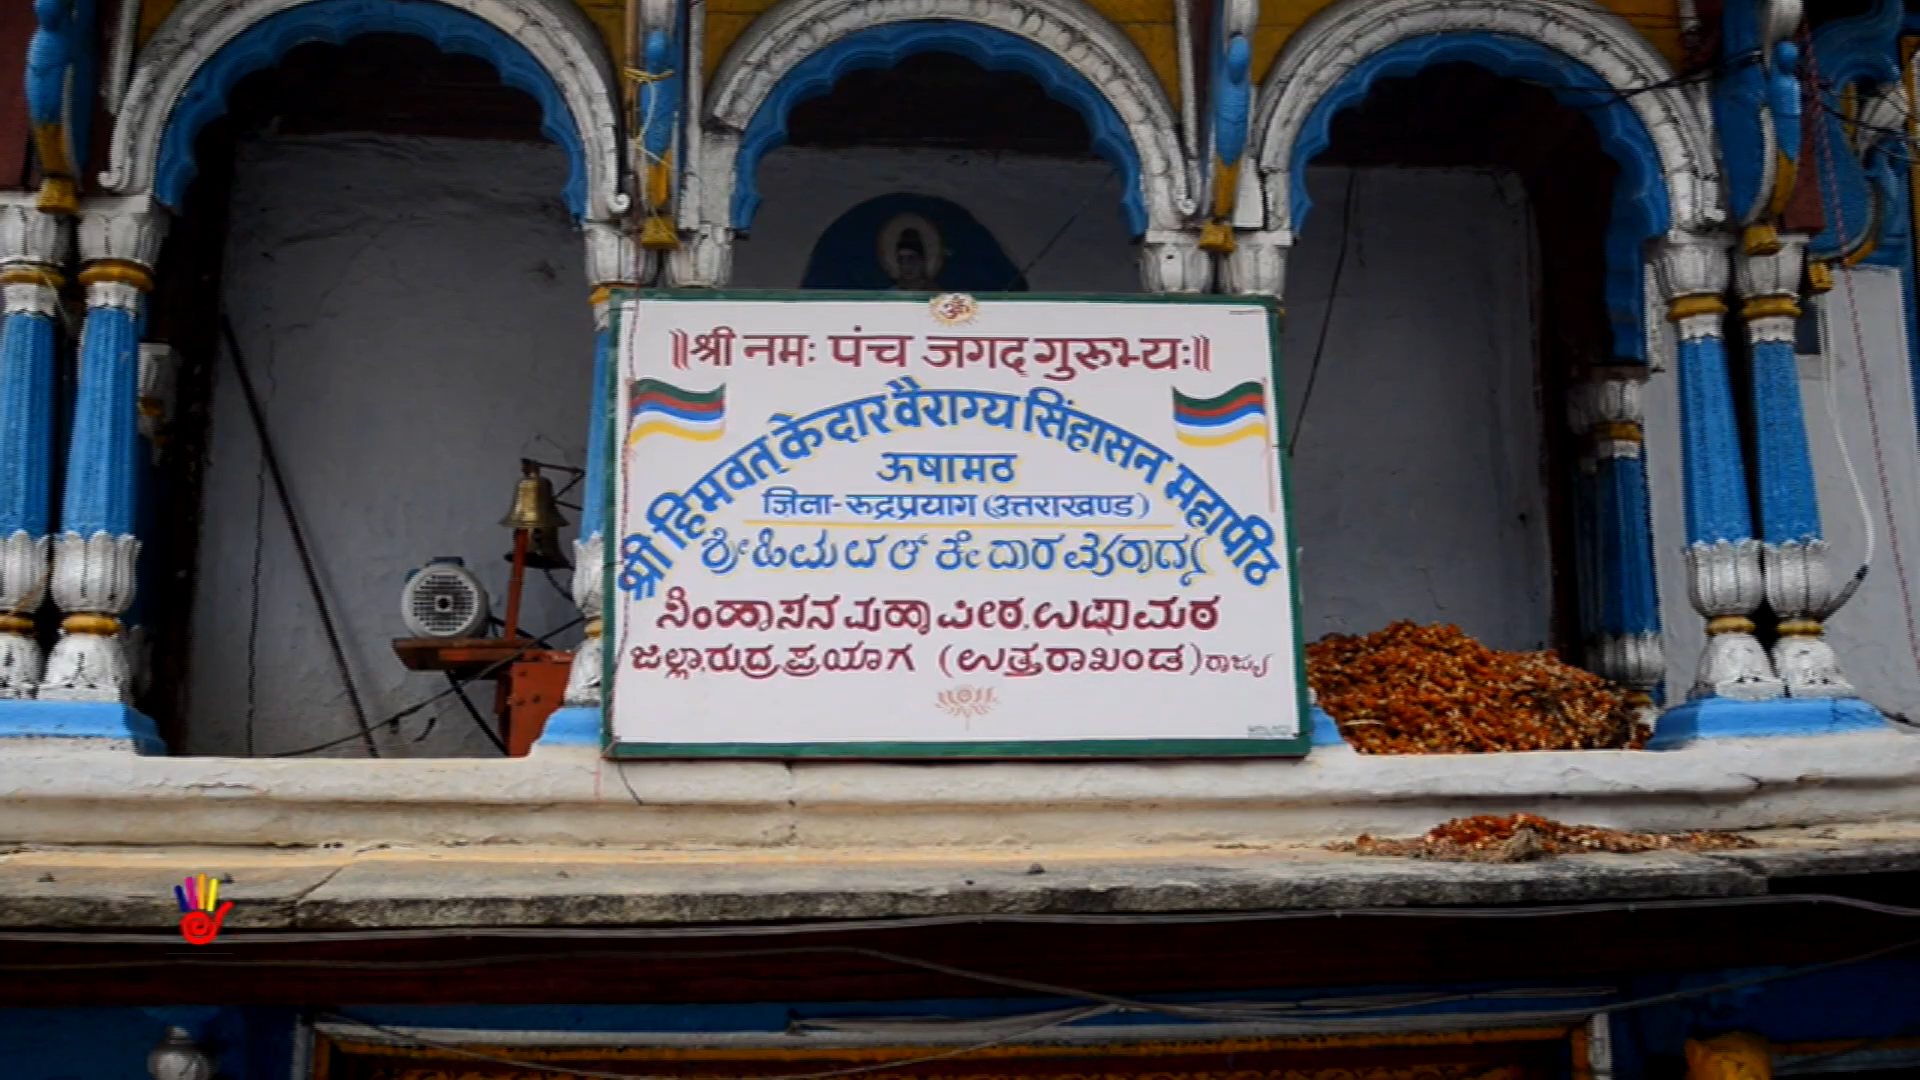 ॐ
॥श्री नमः पंच जगद्गुरुभ्यः॥
श्री हिमवत् केदार वैराग्य सिंहासन महापीठ
ऊषामठ
जिला-रुद्रप्रयाग (उत्तराखण्ड)
ಶ್ರೀ ಹಿಮವತ್ ಕೇದಾರ ವೈರಾಗ್ಯ
ಸಿಂಹಾಸನ ಮಹಾಪೀಠ, ಉಷಾಮಠ
ಜಿಲ್ಲಾ, ರುದ್ರಪ್ರಯಾಗ (ಉತ್ತರಾಖಂಡ) ರಾಜ್ಯ